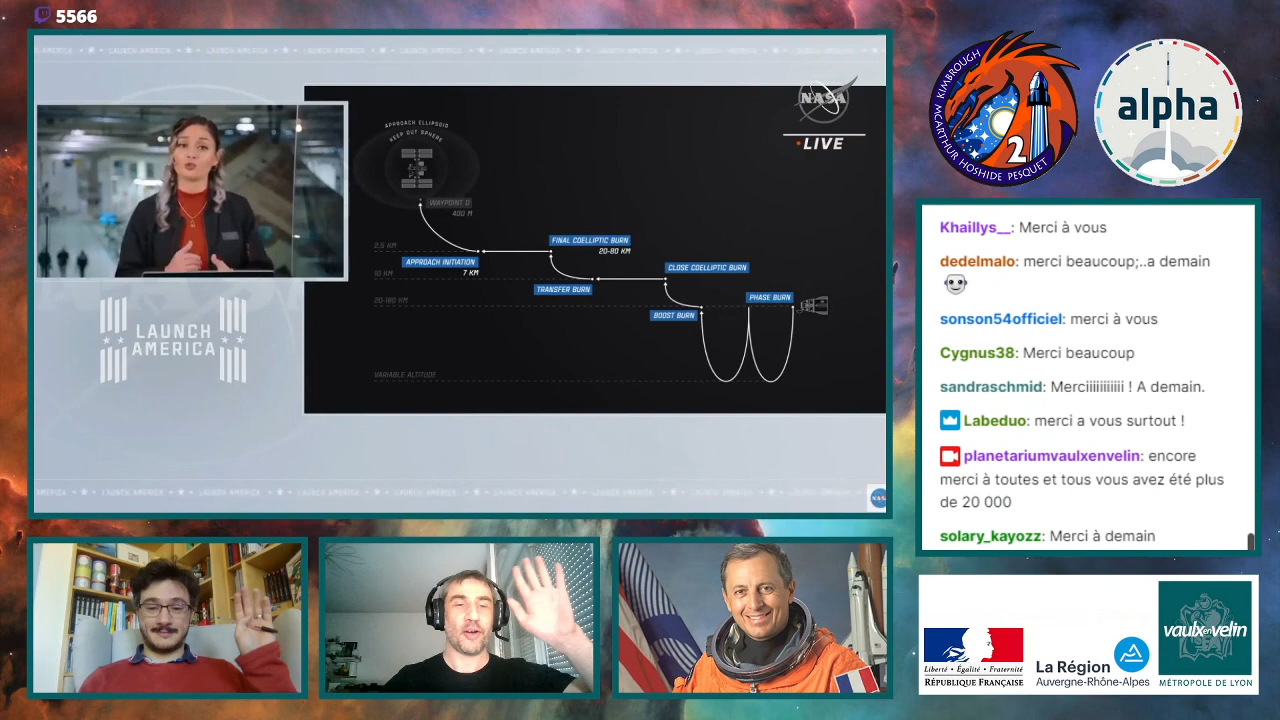 5566
LAUNCH AMERICA
NASA
LIVE
APPROACH ELLIPSOID
KEEP OUT SPHERE
WAYPOINT 0
400 M
2.5 KM
FINAL COELLIPTIC BURN
20-80 KM
APPROACH INITIATION
7 KM
10 KM
CLOSE COELLIPTIC BURN
TRANSFER BURN
20-180 KM
PHASE BURN
BOOST BURN
VARIABLE ALTITUDE
LAUNCH
AMERICA
LAUNCH AMERICA
MCARTHUR KIMBROUGH
HOSHIDE PESQUET
2
alpha
Khaillys__: Merci à vous
dedelmalo: merci beaucoup;..a demain
sonson54officiel: merci à vous
Cygnus38: Merci beaucoup
sandraschmid: Merciiiiiiiiiii ! A demain.
Labeduo: merci a vous surtout !
planetariumvaulxenvelin: encore
merci à toutes et tous vous avez été plus
de 20 000
solary_kayozz: Merci à demain
Liberté • Égalité • Fraternité
RÉPUBLIQUE FRANÇAISE
La Région
Auvergne-Rhône-Alpes
vaulxenvelin
MÉTROPOLE DE LYON